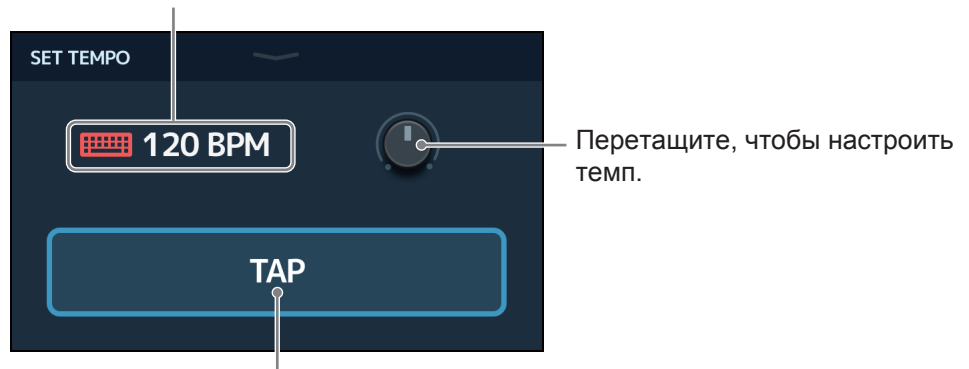 SET TEMPO
120 BPM
Перетащите, чтобы настроить
темп.
TAP